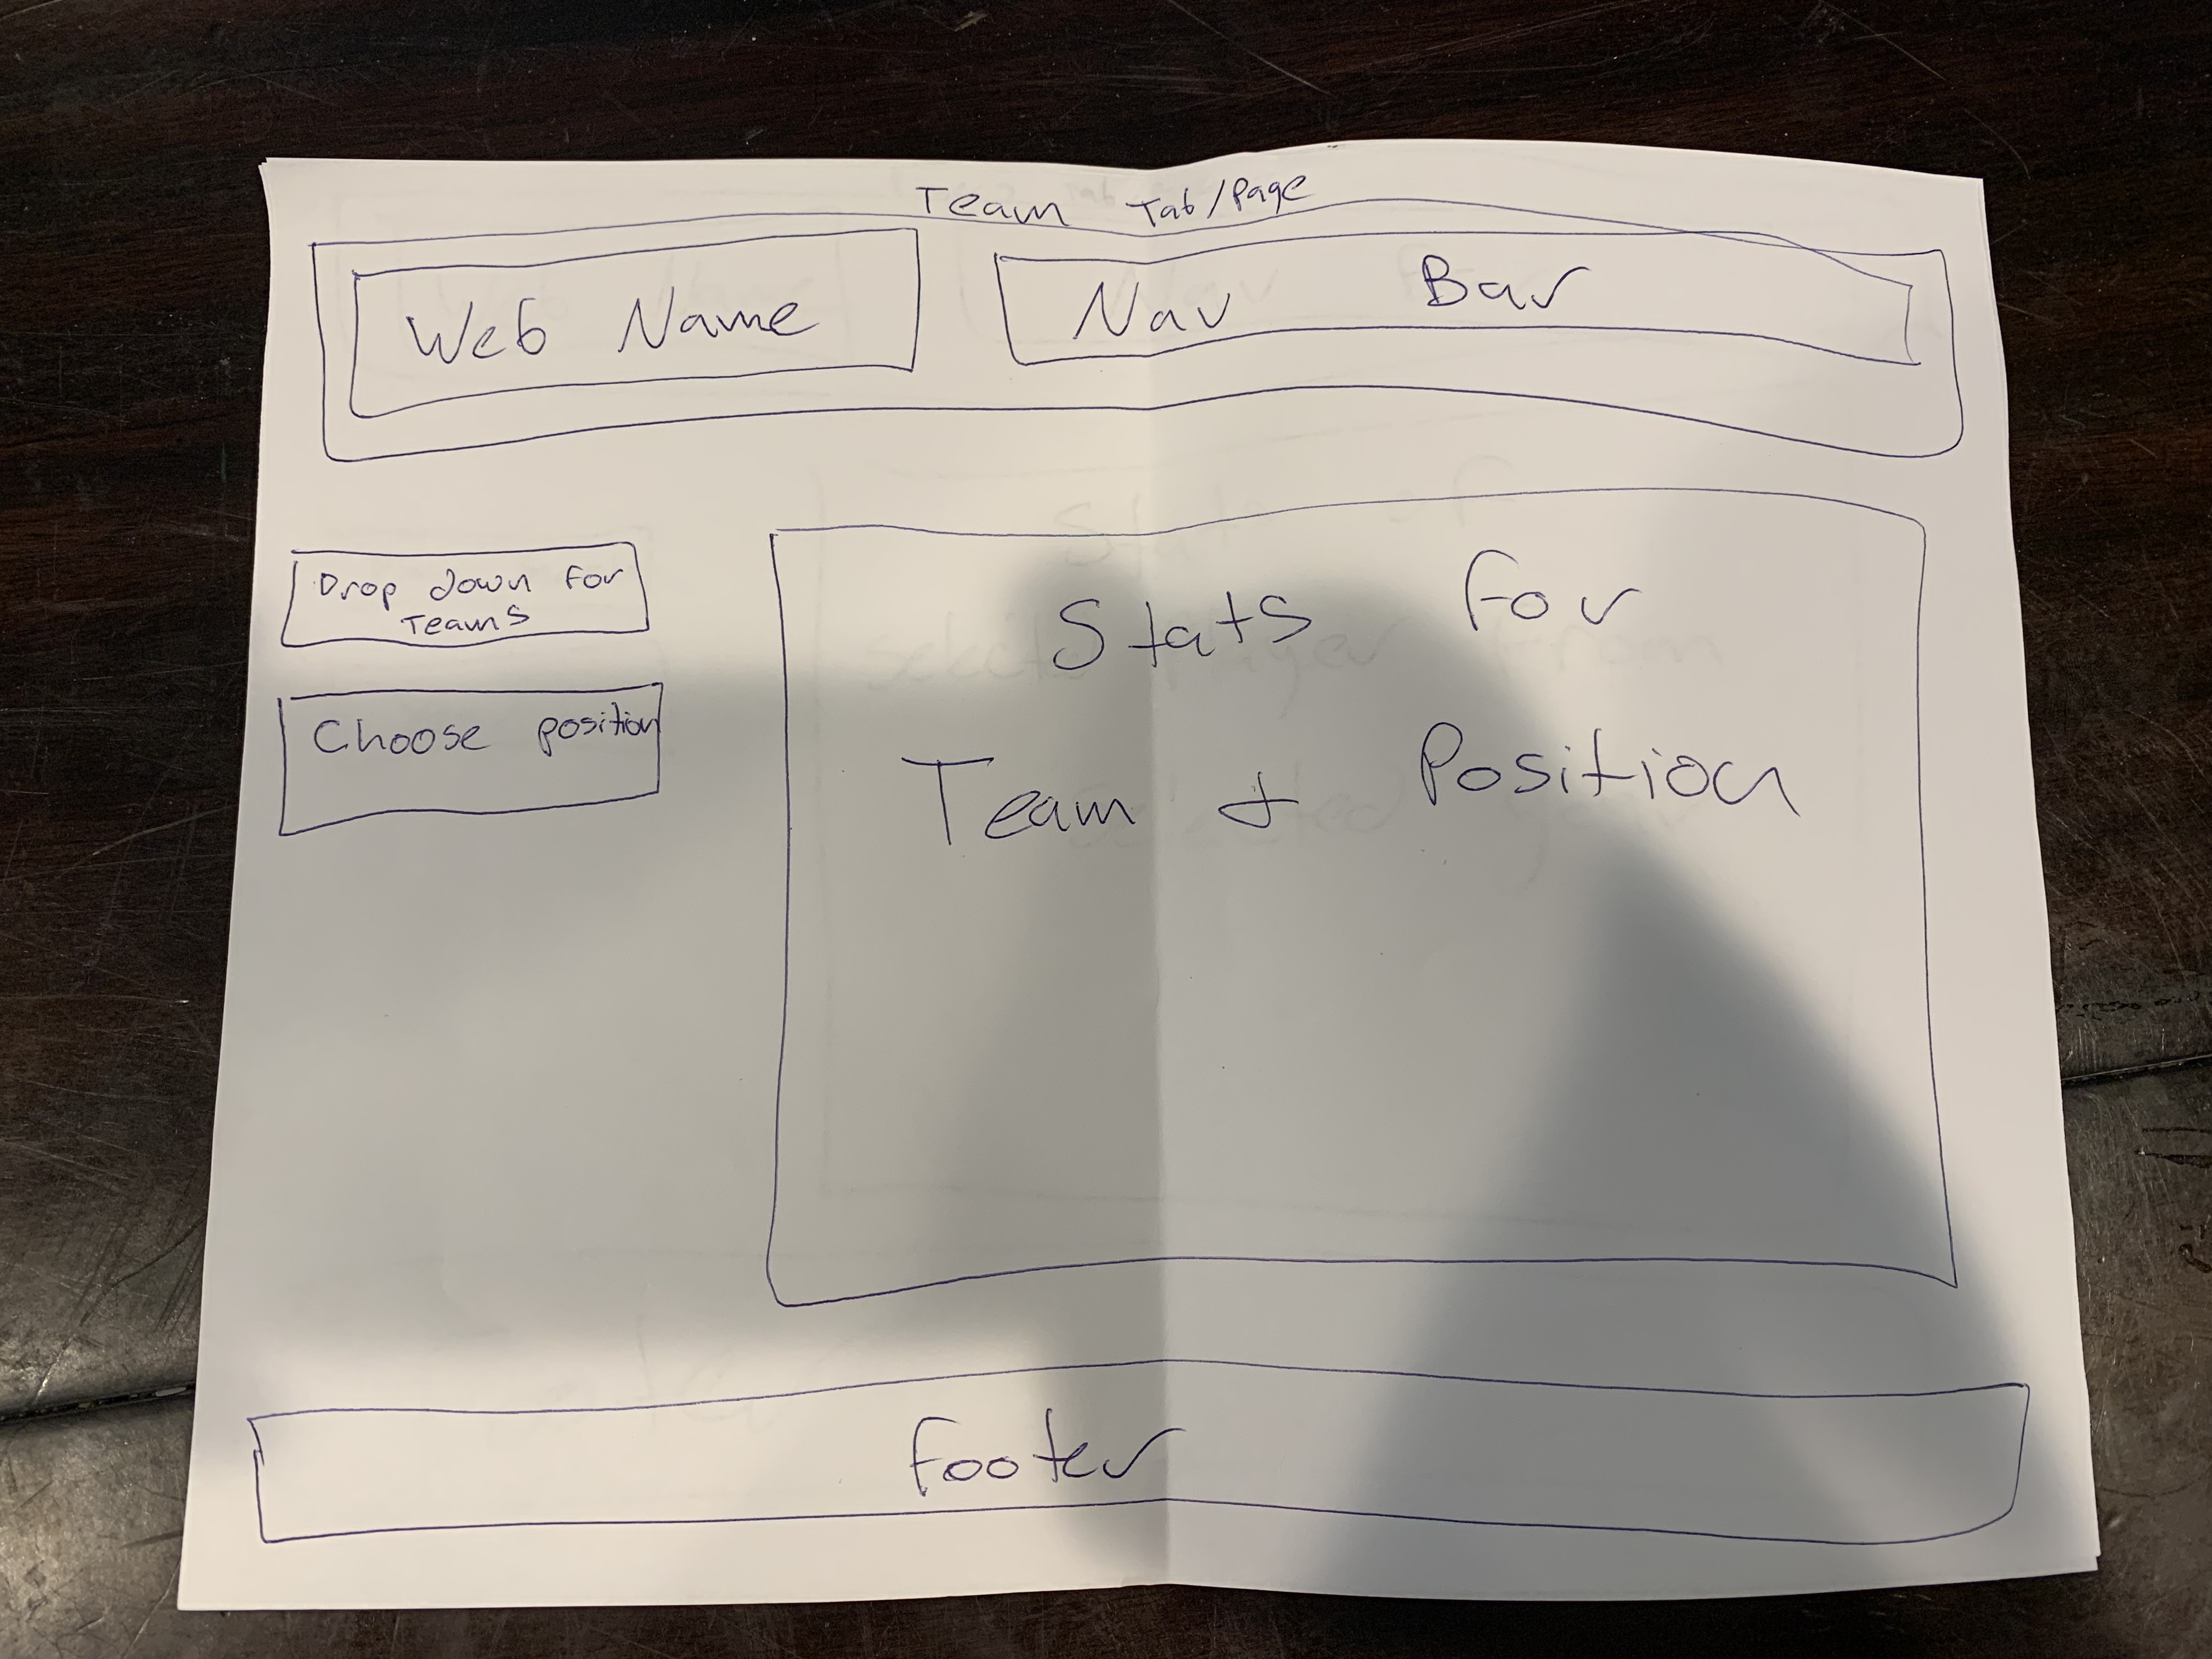 Team Tab/Page
Web Name
Nav Bar
Drop down for
Teams
Choose position
Stats for
Team & Position
footer